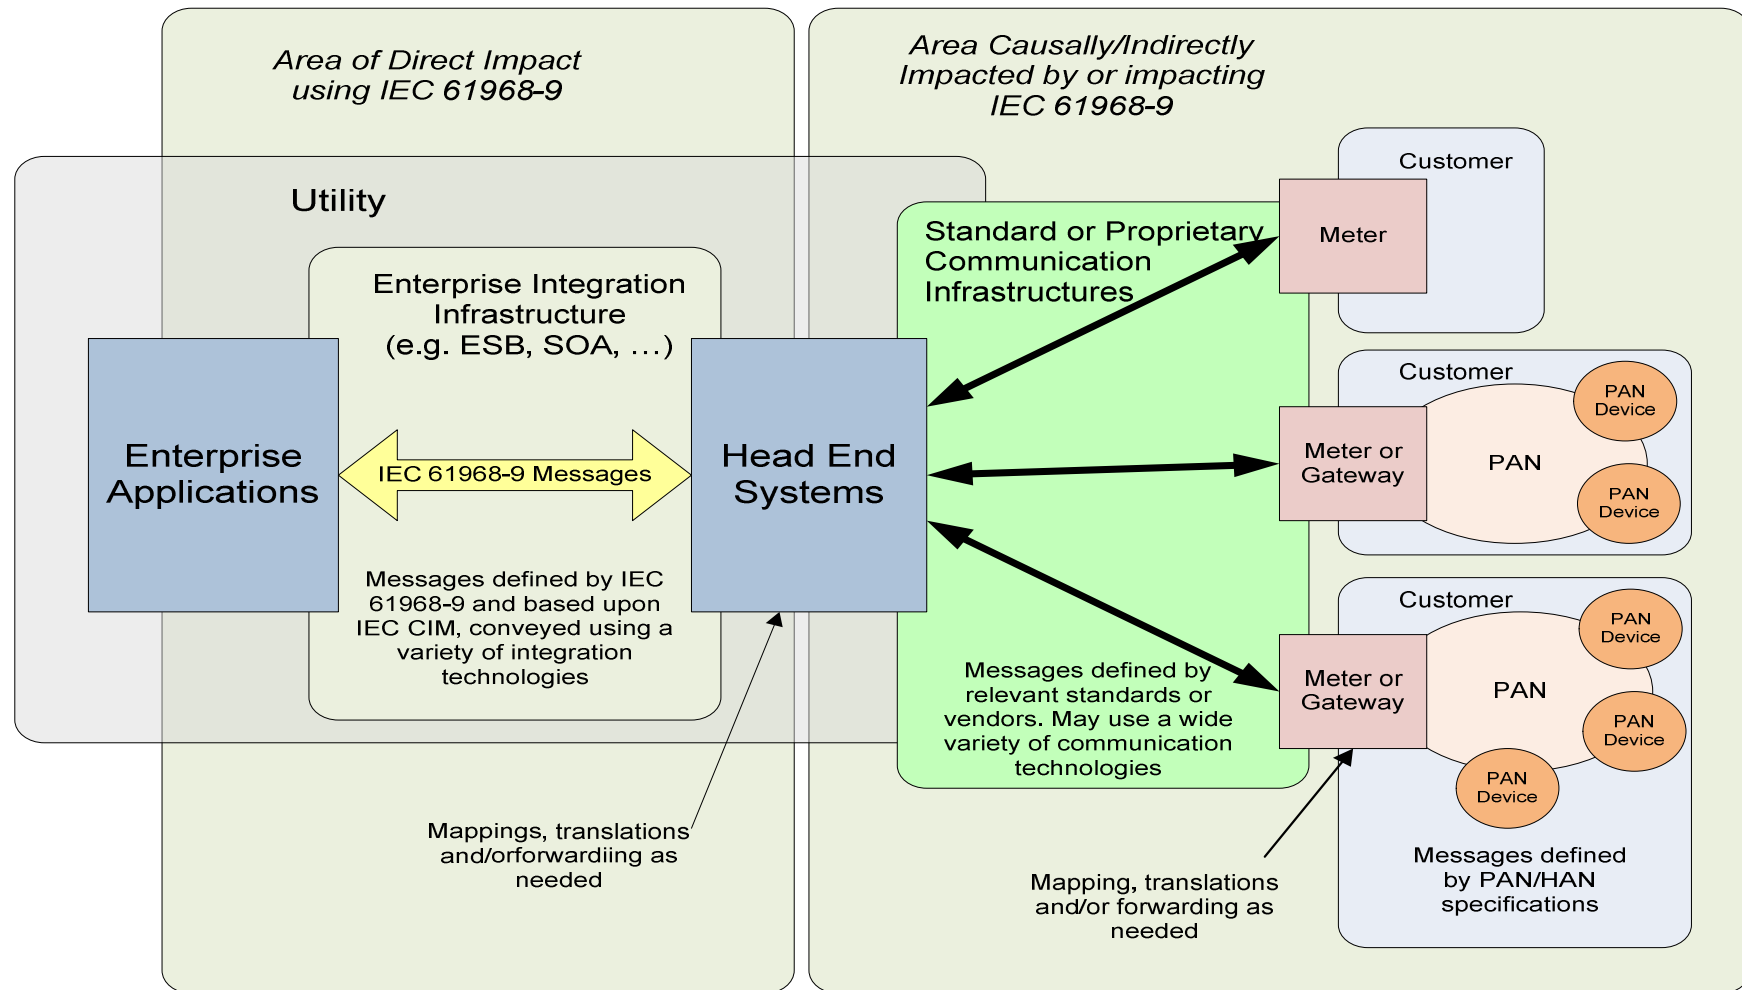 Area of Direct Impact
using IEC 61968-9
Area Causally/Indirectly
Impacted by or impacting
IEC 61968-9
Utility
Enterprise Integration
Infrastructure
(e.g. ESB, SOA, …)
Enterprise
Applications
IEC 61968-9 Messages
Head End
Systems
Messages defined by IEC
61968-9 and based upon
IEC CIM, conveyed using a
variety of integration
technologies
Mappings, translations
and/orforwardiing as
needed
Standard or Proprietary
Communication
Infrastructures
Messages defined by
relevant standards or
vendors. May use a wide
variety of communication
technologies
Customer
Meter
Customer
Meter or
Gateway
PAN
PAN
Device
PAN
Device
Customer
Meter or
Gateway
PAN
PAN
Device
PAN
Device
PAN
Device
Messages defined
by PAN/HAN
specifications
Mapping, translations
and/or forwarding as
needed